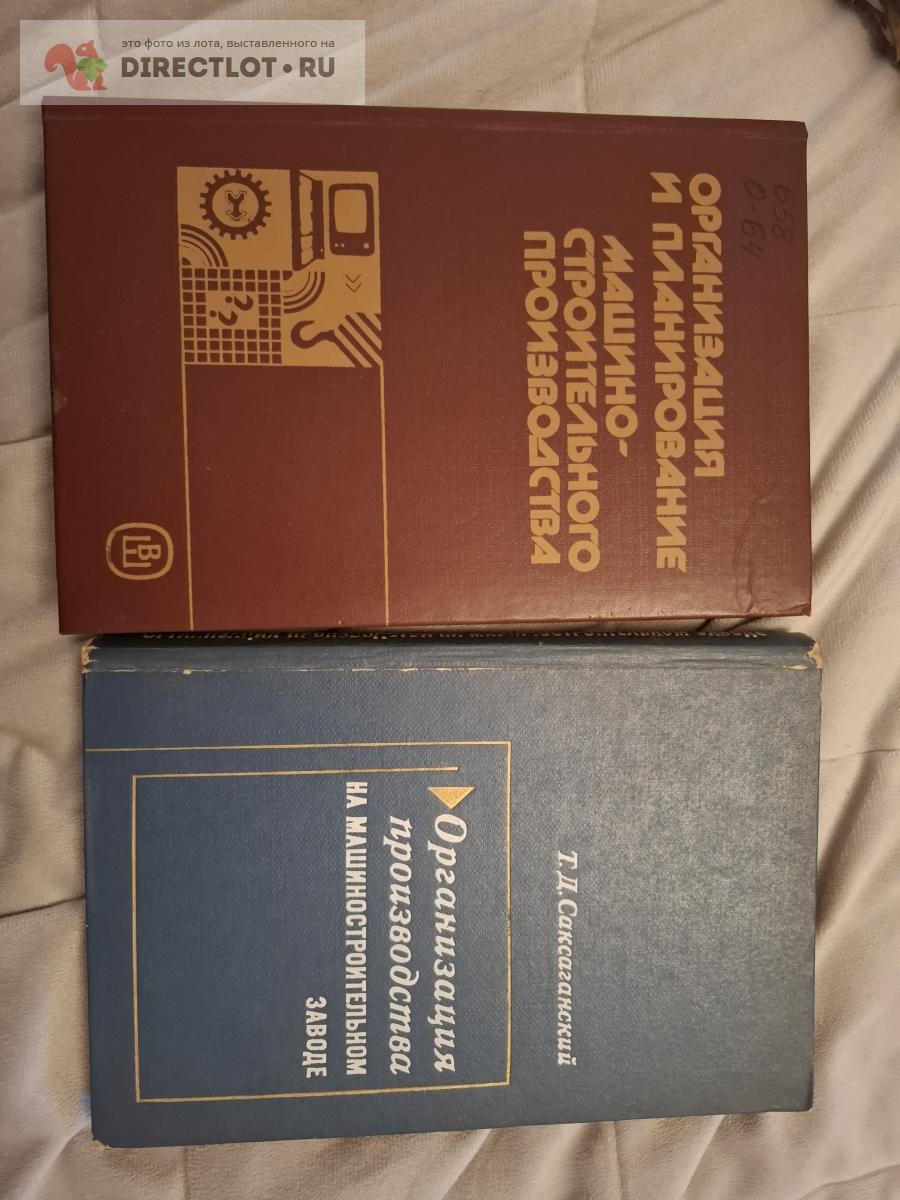 это фото из лота, выставленного на
DIRECTLOT.RU
658
О-64
ОРГАНИЗАЦИЯ
И ПЛАНИРОВАНИЕ
МАШИНО-
СТРОИТЕЛЬНОГО
ПРОИЗВОДСТВА
Т.Д.Саксаганский
Организация
производства
НА МАШИНОСТРОИТЕЛЬНОМ
ЗАВОДЕ